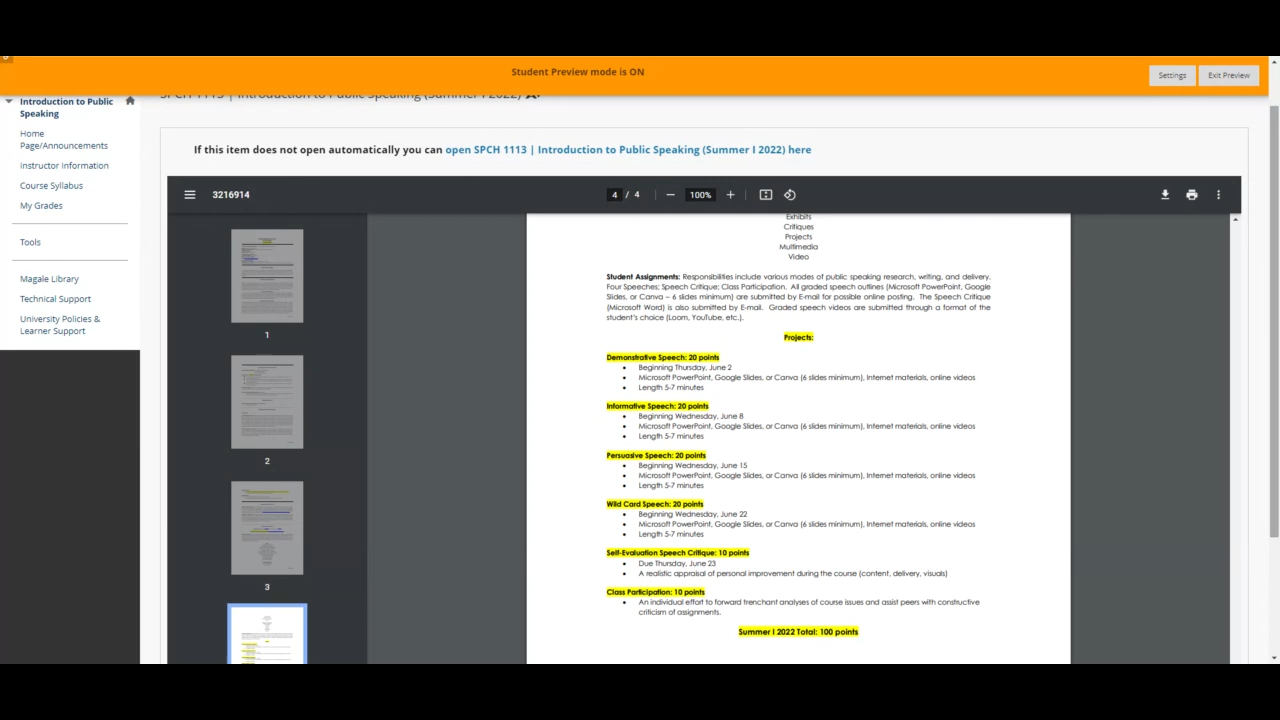 Student Preview mode is ON
Settings
Exit Preview
Introduction to Public
Speaking
Home
Page/Announcements
Instructor Information
Course Syllabus
My Grades
Tools
Magale Library
Technical Support
University Policies &
Learner Support
SPCH 1113 | Introduction to Public Speaking (Summer I 2022)
If this item does not open automatically you can open SPCH 1113 | Introduction to Public Speaking (Summer I 2022) here
3216914
4 / 4
100%
1
2
3
Exhibits
Critiques
Projects
Multimedia
Video
Student Assignments: Responsibilities include various modes of public speaking research, writing, and delivery.
Four Speeches; Speech Critique; Class Participation. All graded speech outlines (Microsoft PowerPoint, Google
Slides, or Canva – 6 slides minimum) are submitted by E-mail for possible online posting. The Speech Critique
(Microsoft Word) is also submitted by E-mail. Graded speech videos are submitted through a format of the
student's choice (Loom, YouTube, etc.).
Projects:
Demonstrative Speech: 20 points
• Beginning Thursday, June 2
• Microsoft PowerPoint, Google Slides, or Canva (6 slides minimum), Internet materials, online videos
• Length 5-7 minutes
Informative Speech: 20 points
• Beginning Wednesday, June 8
• Microsoft PowerPoint, Google Slides, or Canva (6 slides minimum), Internet materials, online videos
• Length 5-7 minutes
Persuasive Speech: 20 points
• Beginning Wednesday, June 15
• Microsoft PowerPoint, Google Slides, or Canva (6 slides minimum), Internet materials, online videos
• Length 5-7 minutes
Wild Card Speech: 20 points
• Beginning Wednesday, June 22
• Microsoft PowerPoint, Google Slides, or Canva (6 slides minimum), Internet materials, online videos
• Length 5-7 minutes
Self-Evaluation Speech Critique: 10 points
• Due Thursday, June 23
• A realistic appraisal of personal improvement during the course (content, delivery, visuals)
Class Participation: 10 points
• An individual effort to forward trenchant analyses of course issues and assist peers with constructive
criticism of assignments.
Summer I 2022 Total: 100 points